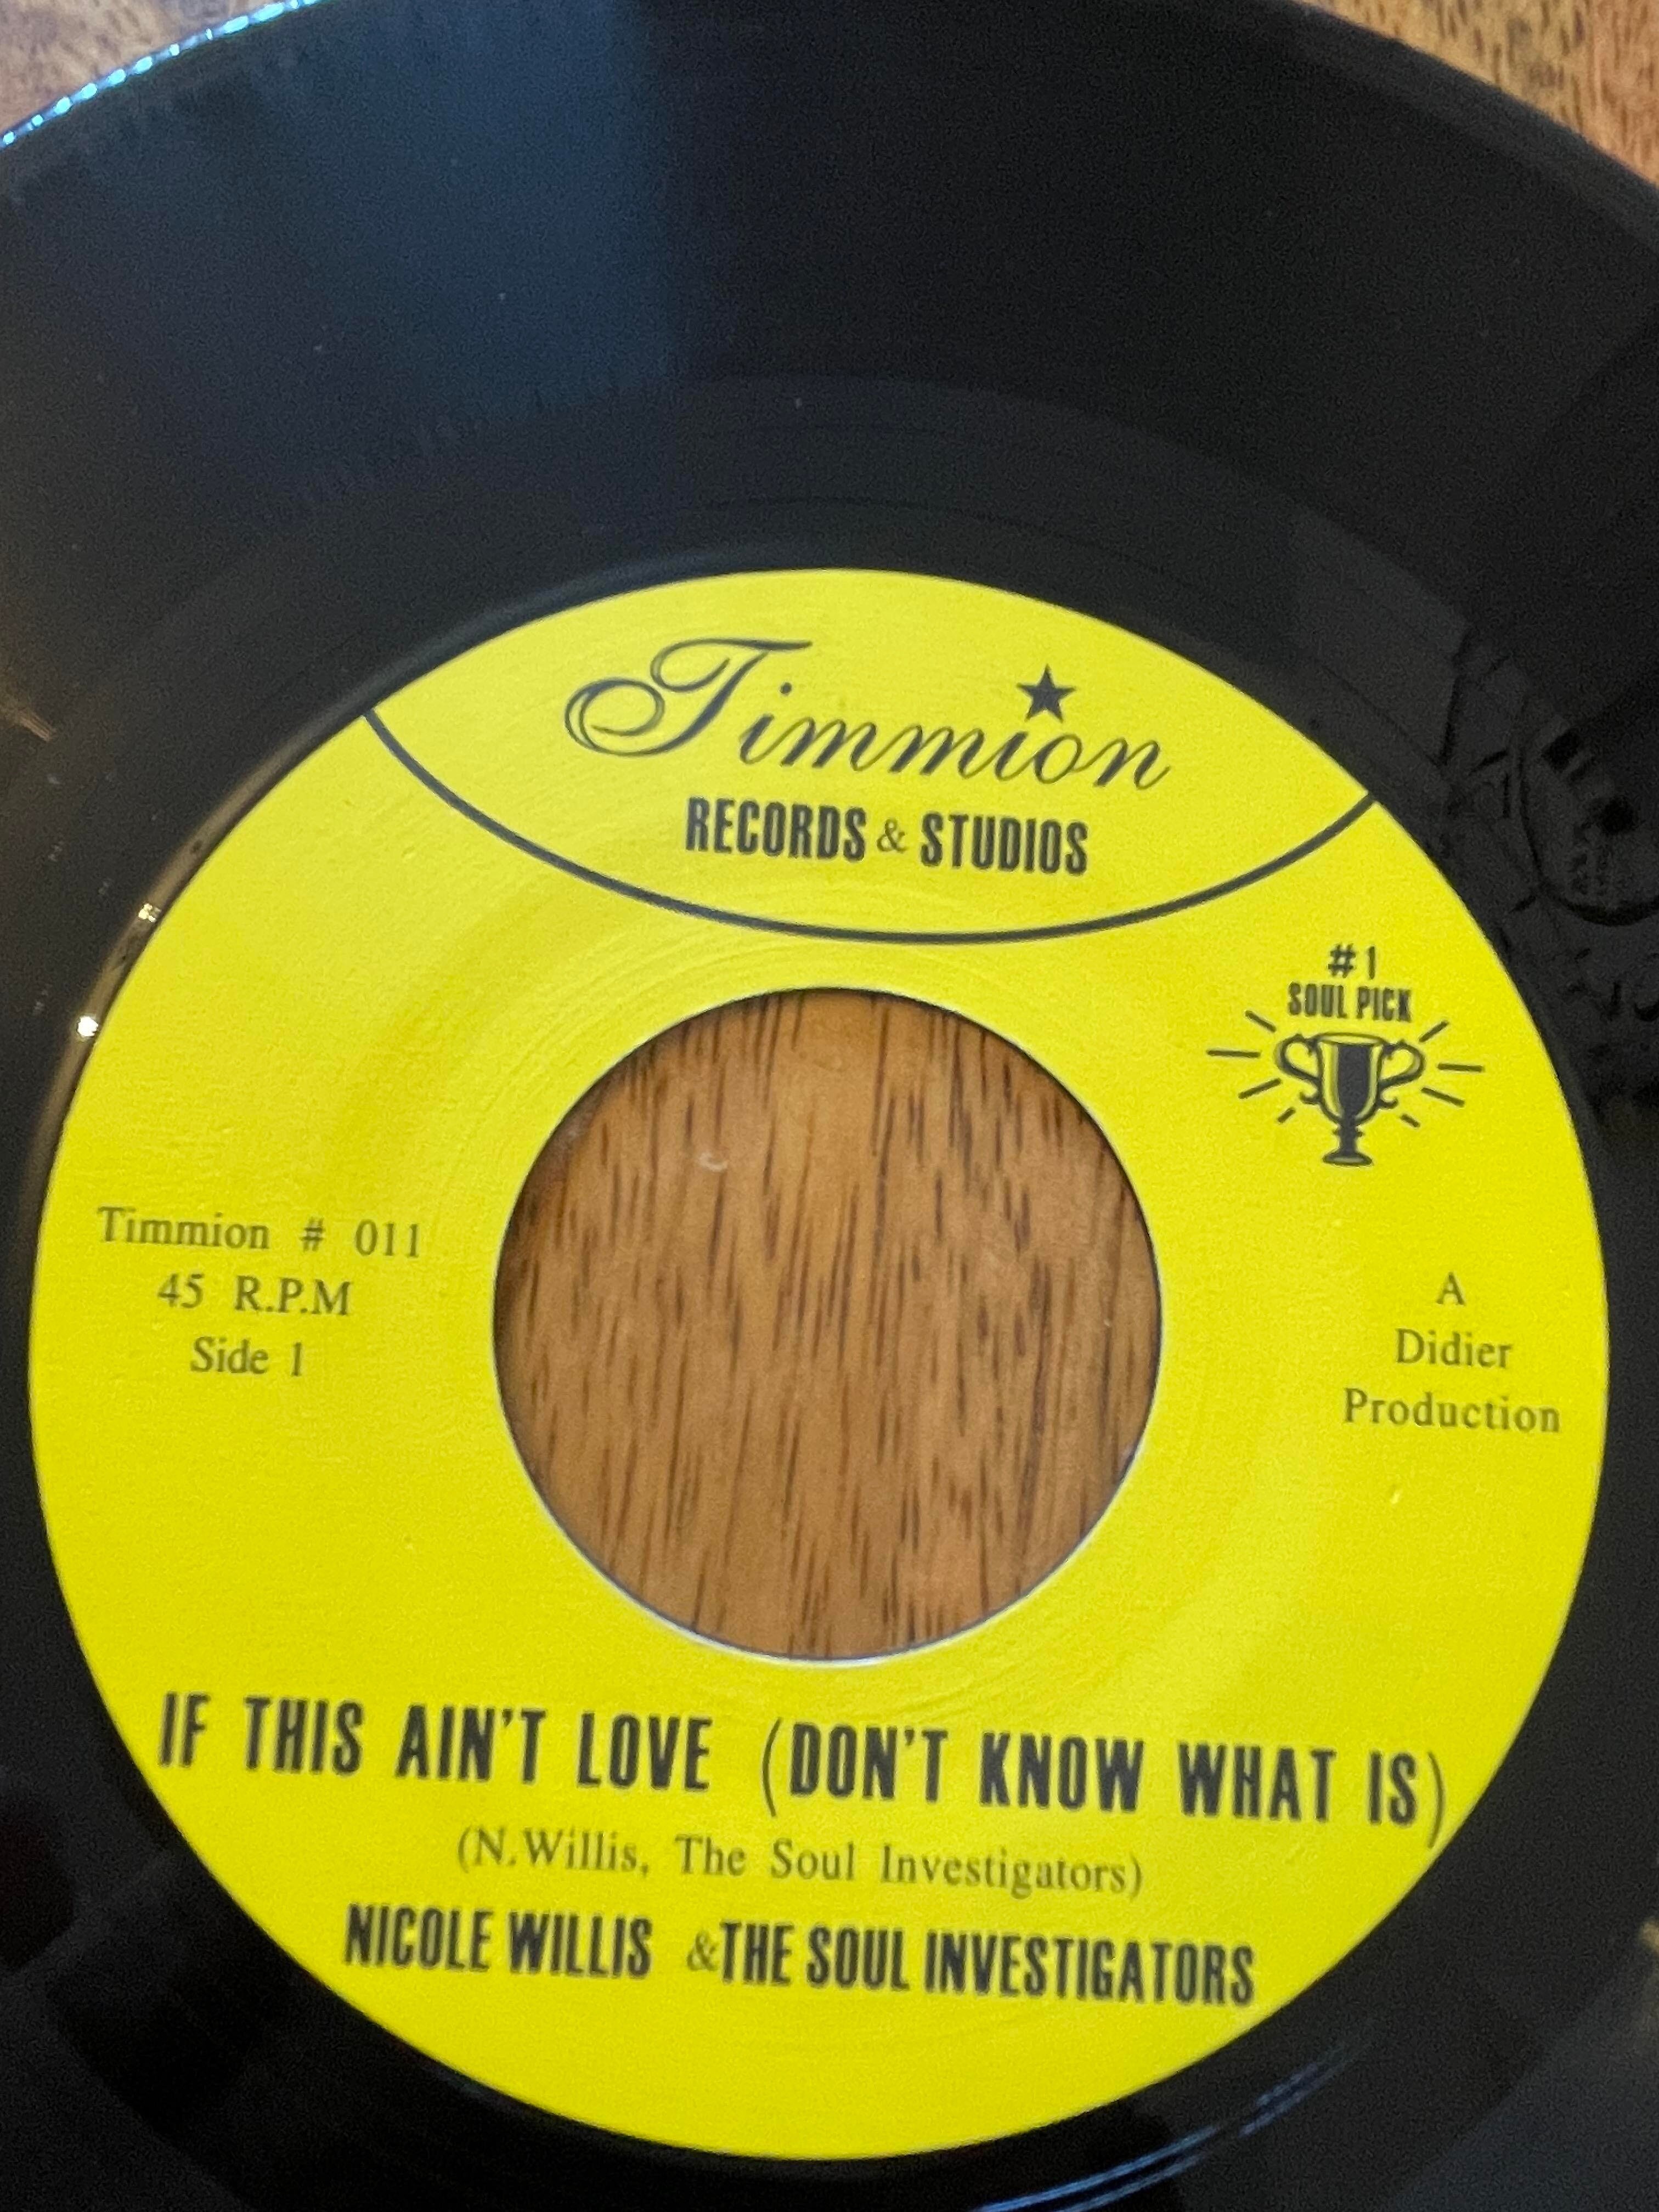 Timmion
RECORDS & STUDIOS
#1
SOUL PICK
Timmion # 011
45 R.P.M
Side 1
A
Didier
Production
IF THIS AIN'T LOVE (DON'T KNOW WHAT IS)
(N.Willis, The Soul Investigators)
NICOLE WILLIS & THE SOUL INVESTIGATORS